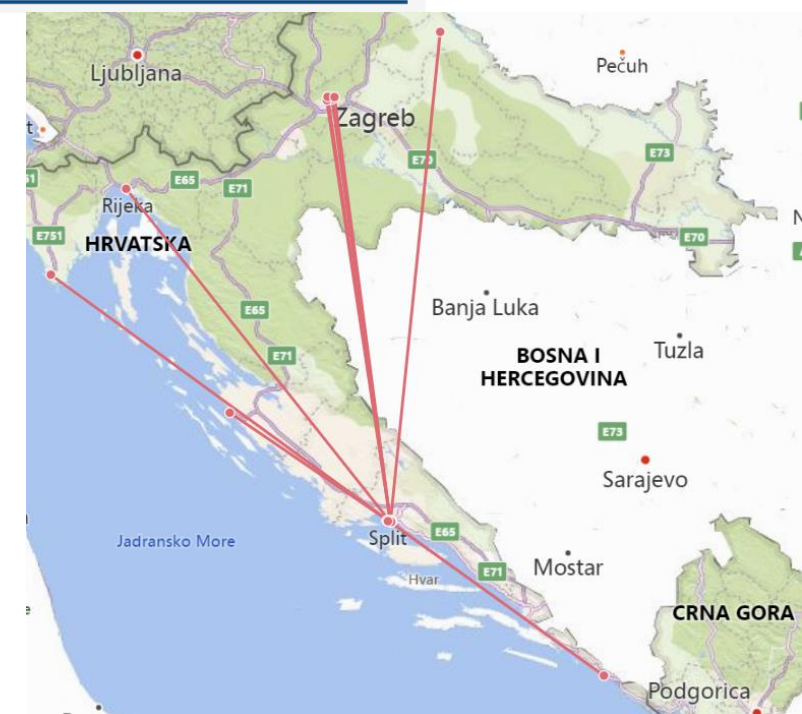 Ljubljana
Pečuh
Zagreb
E70
E73
E65
E71
Rijeka
E751
HRVATSKA
E70
Banja Luka
E65
BOSNA I
HERCEGOVINA
Tuzla
E71
E73
Sarajevo
Jadransko More
Split
E65
Mostar
E71
Hvar
CRNA GORA
Podgorica